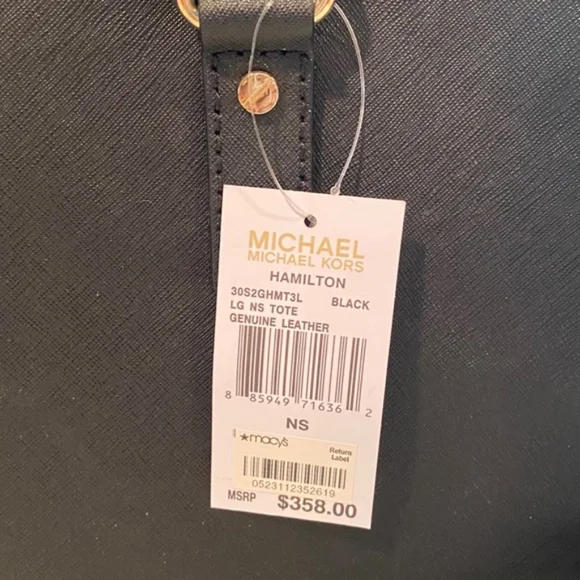 MICHAEL
MICHAEL KORS
HAMILTON
30S2GHMT3L BLACK
LG NS TOTE
GENUINE LEATHER
8 85949 71636 2
NS
macy's Return
Label
0523112352619
MSRP $358.00